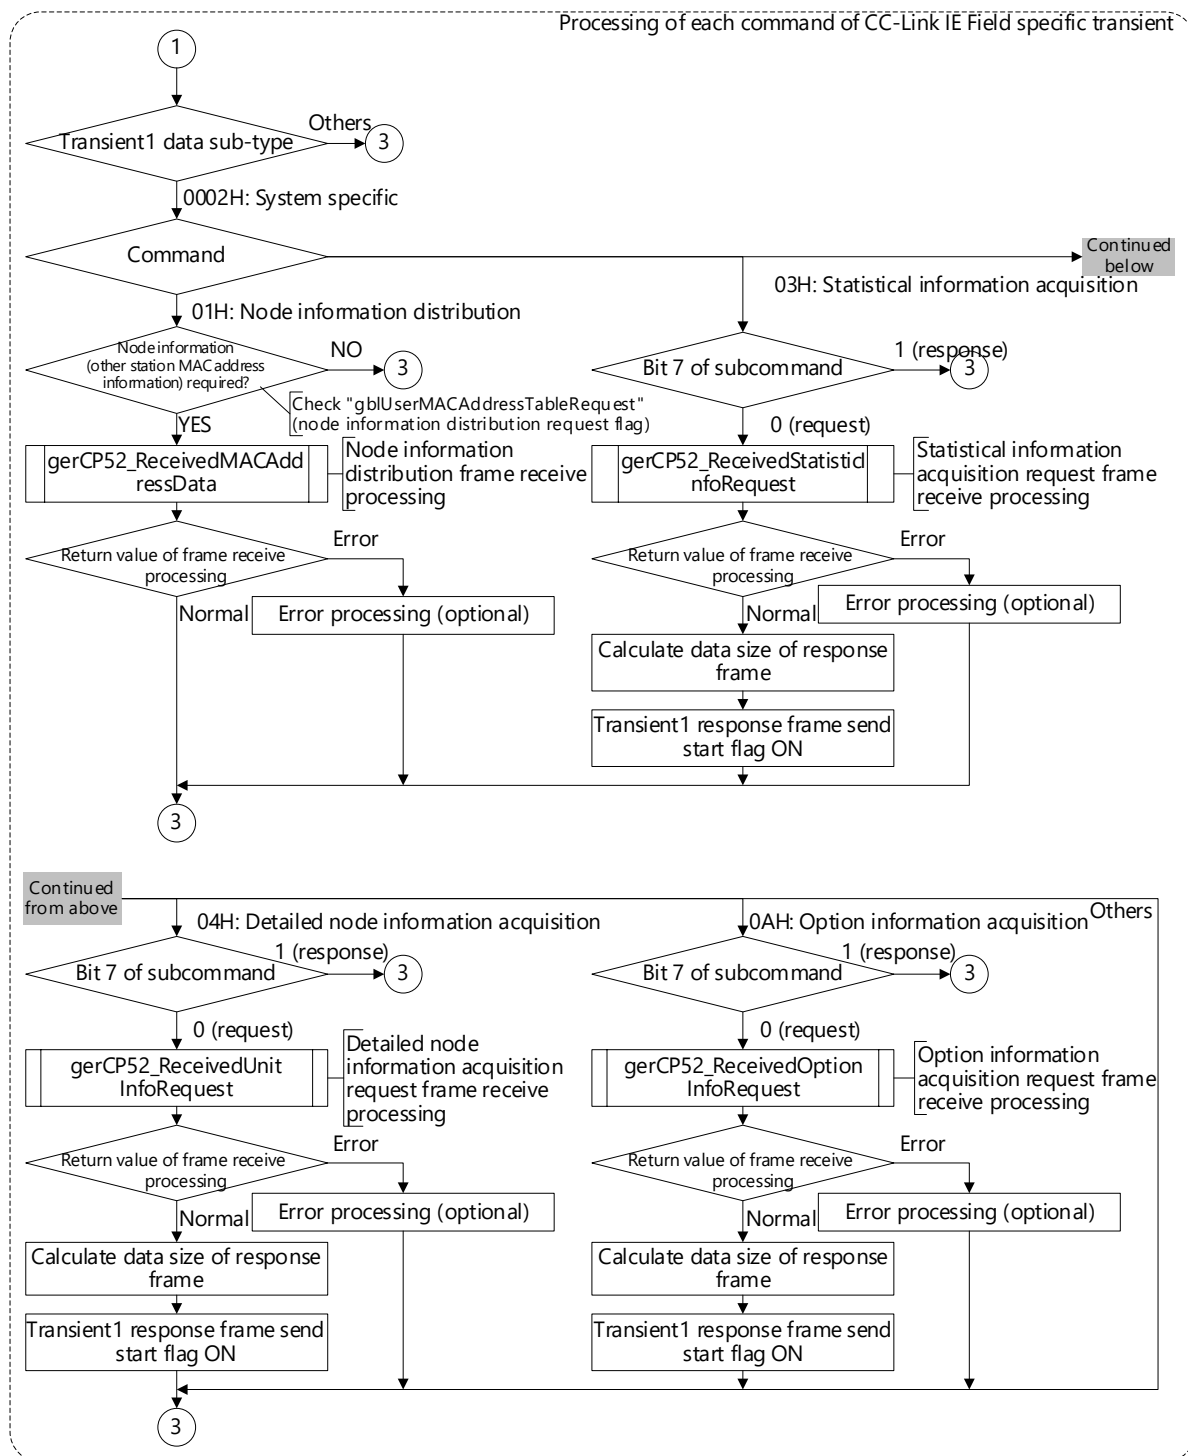 Processing of each command of CC-Link IE Field specific transient
1
Transient1 data sub-type
Others
3
0002H: System specific
Command
Continued
below
03H: Statistical information acquisition
01H: Node information distribution
Node information
(other station MAC address
information) required?
NO
3
Bit 7 of subcommand
1 (response)
3
Check "gblUserMACAddressTableRequest"
(node information distribution request flag)
YES
0 (request)
gerCP52_ReceivedMACAdd
ressData
Node information
distribution frame receive
processing
gerCP52_ReceivedStatisticI
nfoRequest
Statistical information
acquisition request frame
receive processing
Return value of frame receive
processing
Error
Return value of frame receive
processing
Error
Normal
Error processing (optional)
Normal
Error processing (optional)
Calculate data size of response
frame
Transient1 response frame send
start flag ON
3
Continued
from above
04H: Detailed node information acquisition
0AH: Option information acquisition
Others
Bit 7 of subcommand
1 (response)
3
Bit 7 of subcommand
1 (response)
3
0 (request)
0 (request)
gerCP52_ReceivedUnit
InfoRequest
Detailed node
information acquisition
request frame receive
processing
gerCP52_ReceivedOption
InfoRequest
Option information
acquisition request frame
receive processing
Return value of frame receive
processing
Error
Return value of frame receive
processing
Error
Normal
Error processing (optional)
Normal
Error processing (optional)
Calculate data size of response
frame
Calculate data size of response
frame
Transient1 response frame send
start flag ON
Transient1 response frame send
start flag ON
3